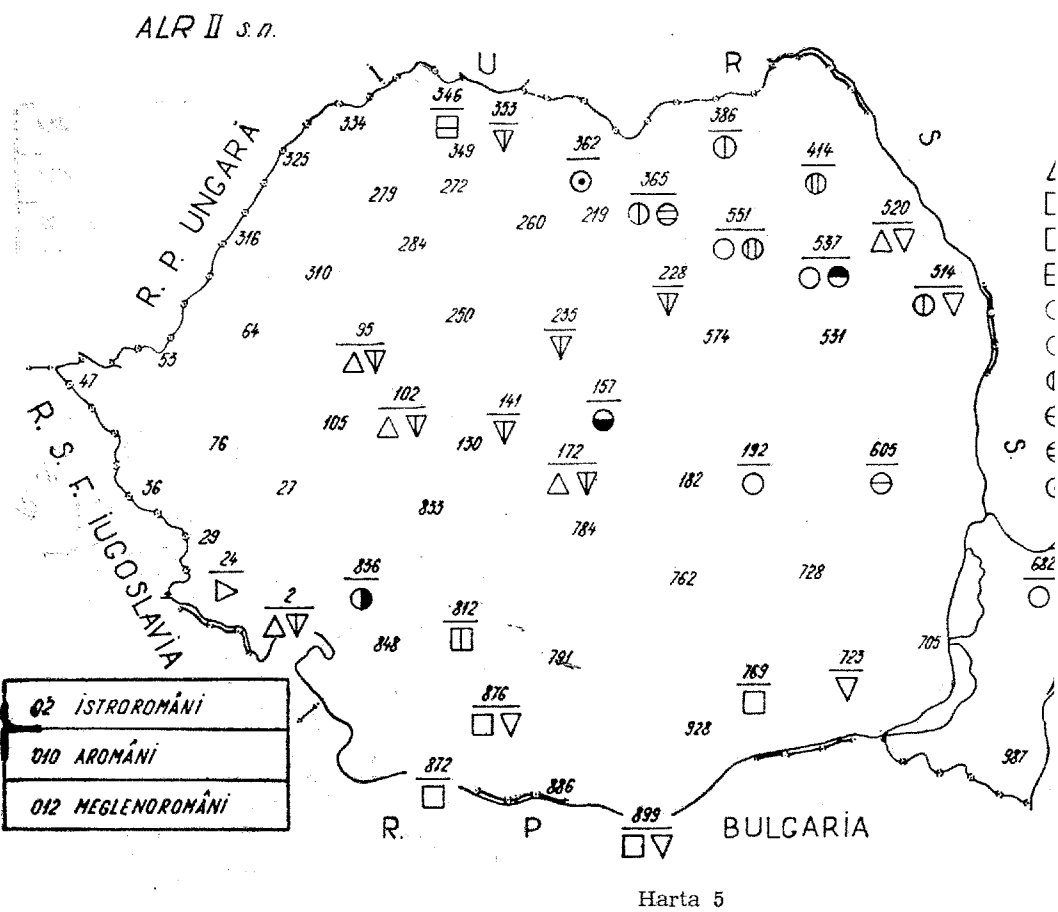 ALR II s.n.
U R S S.
R. P. UNGARĂ
R. S. F. IUGOSLAVIA
R. P. BULGARIA
346 353 386
334
349 362 414
325
279 272 365
260 219 551 520
316 284 537
310 228 514
64 95 250 235 574 531
53
47
102 141 157
105 130
76 172 192 605
36 27 833 182
784
29
24 836 762 728 682
2 812
848 791 705
769 723
02 ISTROROMÂNI
876
928
010 AROMÂNI
987
872
886
012 MEGLENOROMÂNI
899
Harta 5